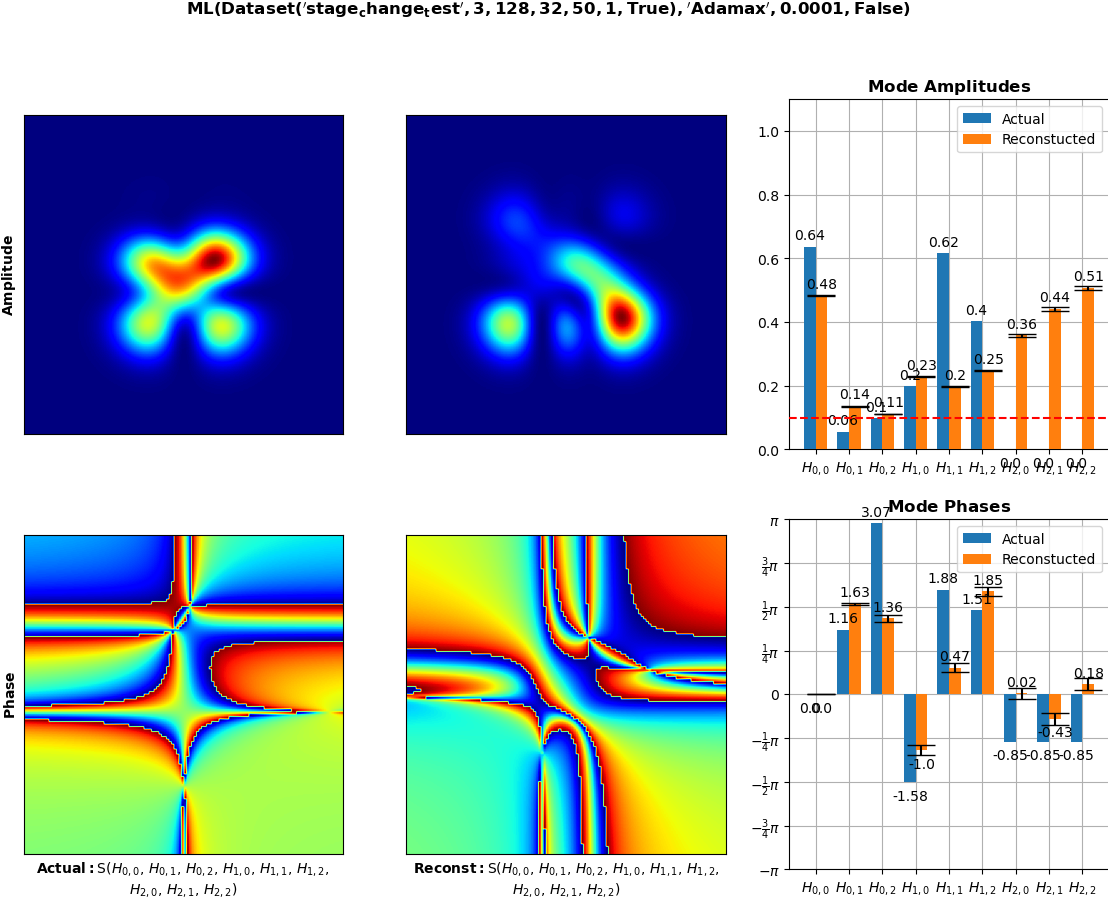 ML(Dataset('stage_change_test', 3, 128, 32, 50, 1, True), 'Adamax', 0.0001, False)
Amplitude
Mode Amplitudes
Actual
Reconstucted
1.0
0.8
0.6
0.4
0.2
0.0
0.64
0.48
0.06
0.14
0.1
0.11
0.2
0.23
0.62
0.2
0.4
0.25
0.0
0.36
0.0
0.44
0.0
0.51
H0,0 H0,1 H0,2 H1,0 H1,1 H1,2 H2,0 H2,1 H2,2
Phase
Mode Phases
Actual
Reconstucted
π
3/4π
1/2π
1/4π
0
−1/4π
−1/2π
−3/4π
−π
0.0
0.0
1.16
1.63
3.07
1.36
-1.58
-1.0
1.88
0.47
1.51
1.85
-0.85
0.02
-0.85
-0.43
-0.85
0.18
H0,0 H0,1 H0,2 H1,0 H1,1 H1,2 H2,0 H2,1 H2,2
Actual: S(H0,0, H0,1, H0,2, H1,0, H1,1, H1,2,
H2,0, H2,1, H2,2)
Reconst: S(H0,0, H0,1, H0,2, H1,0, H1,1, H1,2,
H2,0, H2,1, H2,2)